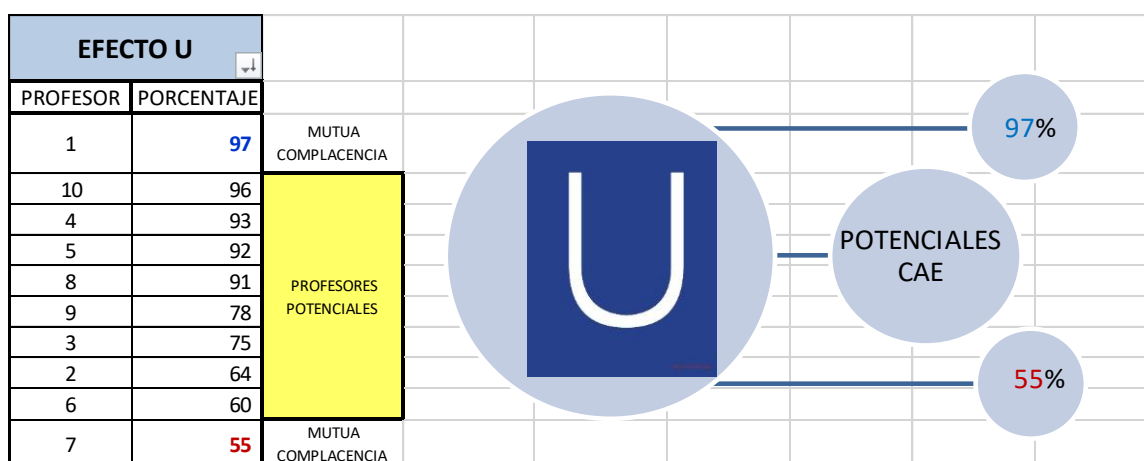 EFECTO U
PROFESOR PORCENTAJE
1 97 MUTUA
COMPLACENCIA
10 96
4 93
5 92
8 91
9 78
3 75
2 64
6 60
PROFESORES
POTENCIALES
7 55 MUTUA
COMPLACENCIA
U
97%
POTENCIALES
CAE
55%